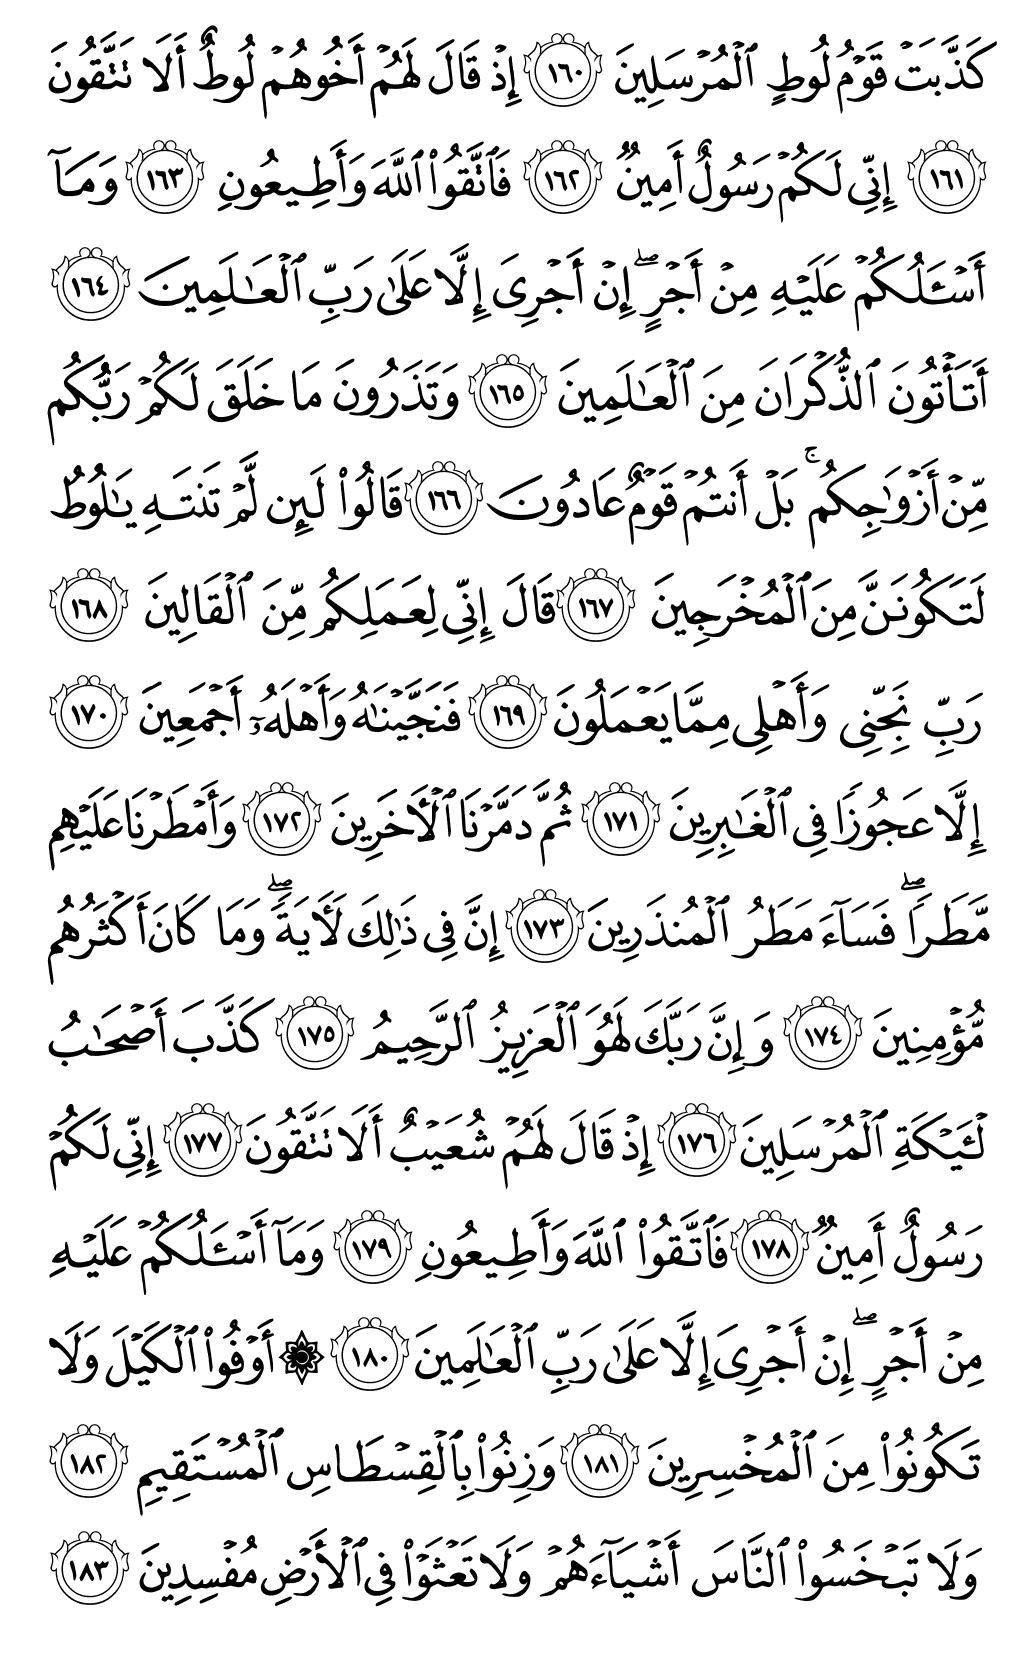 كَذَّبَتۡ قَوۡمُ لُوطٍ ٱلۡمُرۡسَلِينَ ١٦٠ إِذۡ قَالَ لَهُمۡ أَخُوهُمۡ لُوطٌ أَلَا تَتَّقُونَ
١٦١ إِنِّي لَكُمۡ رَسُولٌ أَمِينٞ ١٦٢ فَٱتَّقُواْ ٱللَّهَ وَأَطِيعُونِ ١٦٣ وَمَآ
أَسۡـَٔلُكُمۡ عَلَيۡهِ مِنۡ أَجۡرٍۖ إِنۡ أَجۡرِيَ إِلَّا عَلَىٰ رَبِّ ٱلۡعَٰلَمِينَ ١٦٤
أَتَأۡتُونَ ٱلذُّكۡرَانَ مِنَ ٱلۡعَٰلَمِينَ ١٦٥ وَتَذَرُونَ مَا خَلَقَ لَكُمۡ رَبُّكُم
مِّنۡ أَزۡوَٰجِكُمۚ بَلۡ أَنتُمۡ قَوۡمٌ عَادُونَ ١٦٦ قَالُواْ لَئِن لَّمۡ تَنتَهِ يَٰلُوطُ
لَتَكُونَنَّ مِنَ ٱلۡمُخۡرَجِينَ ١٦٧ قَالَ إِنِّي لِعَمَلِكُم مِّنَ ٱلۡقَالِينَ ١٦٨
رَبِّ نَجِّنِي وَأَهۡلِي مِمَّا يَعۡمَلُونَ ١٦٩ فَنَجَّيۡنَٰهُ وَأَهۡلَهُۥٓ أَجۡمَعِينَ ١٧٠
إِلَّا عَجُوزٗا فِي ٱلۡغَٰبِرِينَ ١٧١ ثُمَّ دَمَّرۡنَا ٱلۡأٓخَرِينَ ١٧٢ وَأَمۡطَرۡنَا عَلَيۡهِم
مَّطَرٗاۖ فَسَآءَ مَطَرُ ٱلۡمُنذَرِينَ ١٧٣ إِنَّ فِي ذَٰلِكَ لَأٓيَةٗۖ وَمَا كَانَ أَكۡثَرُهُم
مُّؤۡمِنِينَ ١٧٤ وَإِنَّ رَبَّكَ لَهُوَ ٱلۡعَزِيزُ ٱلرَّحِيمُ ١٧٥ كَذَّبَ أَصۡحَٰبُ
لۡـَٔيۡكَةِ ٱلۡمُرۡسَلِينَ ١٧٦ إِذۡ قَالَ لَهُمۡ شُعَيۡبٌ أَلَا تَتَّقُونَ ١٧٧ إِنِّي لَكُمۡ
رَسُولٌ أَمِينٞ ١٧٨ فَٱتَّقُواْ ٱللَّهَ وَأَطِيعُونِ ١٧٩ وَمَآ أَسۡـَٔلُكُمۡ عَلَيۡهِ
مِنۡ أَجۡرٍۖ إِنۡ أَجۡرِيَ إِلَّا عَلَىٰ رَبِّ ٱلۡعَٰلَمِينَ ١٨٠ ۞ أَوۡفُواْ ٱلۡكَيۡلَ وَلَا
تَكُونُواْ مِنَ ٱلۡمُخۡسِرِينَ ١٨١ وَزِنُواْ بِٱلۡقِسۡطَاسِ ٱلۡمُسۡتَقِيمِ ١٨٢
وَلَا تَبۡخَسُواْ ٱلنَّاسَ أَشۡيَآءَهُمۡ وَلَا تَعۡثَوۡاْ فِي ٱلۡأَرۡضِ مُفۡسِدِينَ ١٨٣